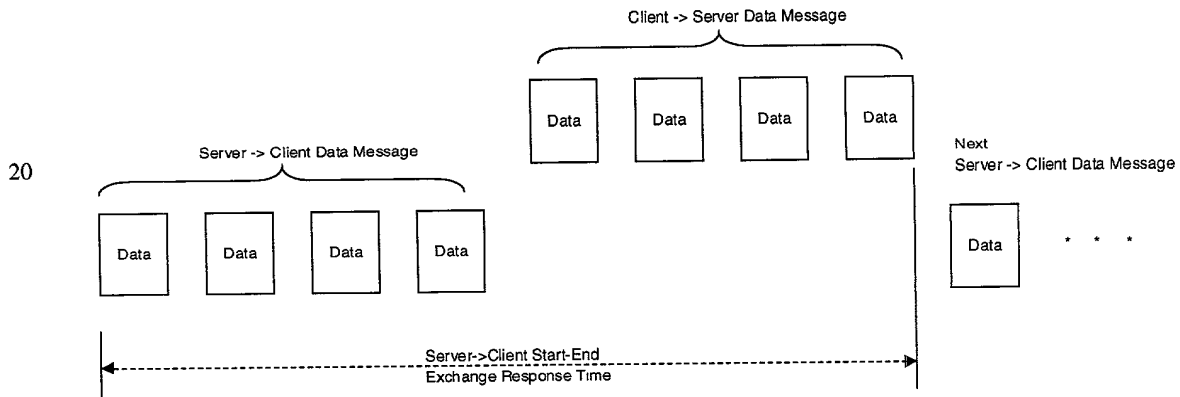 Client -> Server Data Message
Data
Data
Data
Data
Server -> Client Data Message
20
Next
Server -> Client Data Message
Data
Data
Data
Data
Data
* * *
Server->Client Start-End
Exchange Response Time